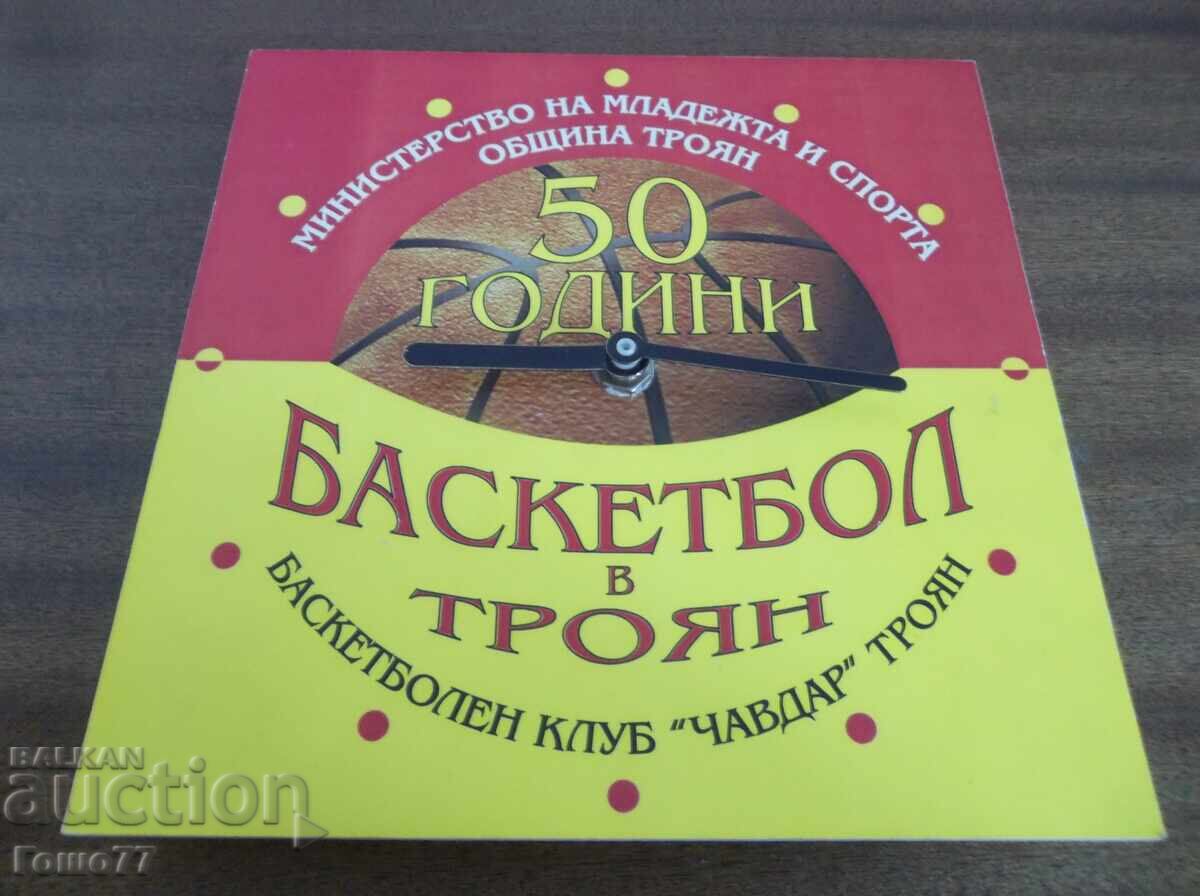 МИНИСТЕРСТВО НА МЛАДЕЖТА И СПОРТА
ОБЩИНА ТРОЯН
50
ГОДИНИ
БАСКЕТБОЛ
В
ТРОЯН
БАСКЕТБОЛЕН КЛУБ "ЧАВДАР" ТРОЯН
BALKAN
auction
Гошо77